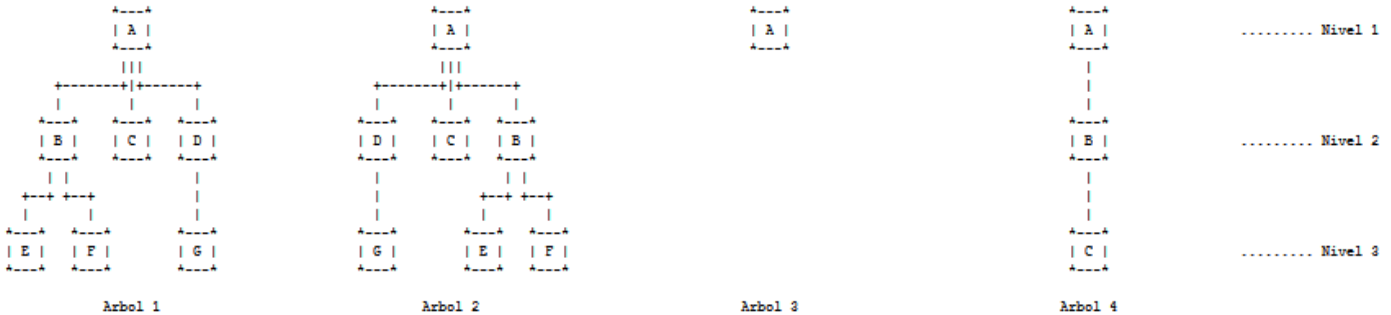 A A A A ......... Nivel 1
B C D D C B B ......... Nivel 2
E F G G E F C ......... Nivel 3
Arbol 1 Arbol 2 Arbol 3 Arbol 4